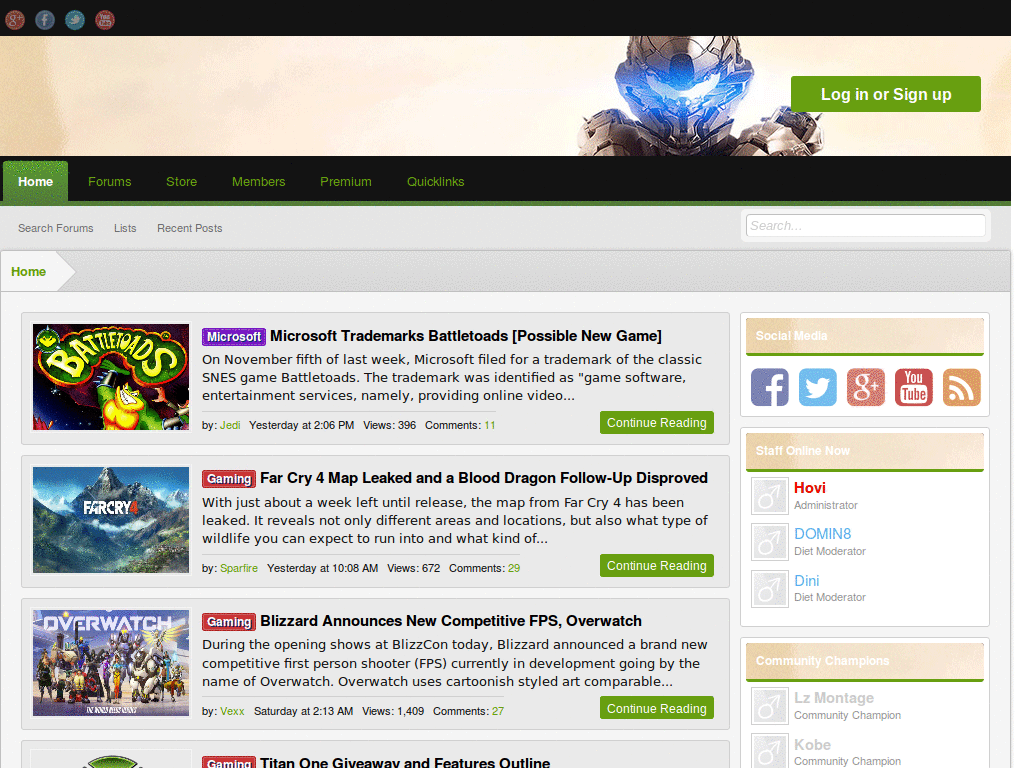 Log in or Sign up
Home
Forums
Store
Members
Premium
Quicklinks
Search Forums
Lists
Recent Posts
Search...
Home
BATTLETOADS
Microsoft Microsoft Trademarks Battletoads [Possible New Game]
On November fifth of last week, Microsoft filed for a trademark of the classic
SNES game Battletoads. The trademark was identified as "game software,
entertainment services, namely, providing online video...
by: Jedi Yesterday at 2:06 PM Views: 396 Comments: 11
Continue Reading
FARCRY4
Gaming Far Cry 4 Map Leaked and a Blood Dragon Follow-Up Disproved
With just about a week left until release, the map from Far Cry 4 has been
leaked. It reveals not only different areas and locations, but also what type of
wildlife you can expect to run into and what kind of...
by: Sparfire Yesterday at 10:08 AM Views: 672 Comments: 29
Continue Reading
OVERWATCH
THE WORLD NEEDS HEROES
Gaming Blizzard Announces New Competitive FPS, Overwatch
During the opening shows at BlizzCon today, Blizzard announced a brand new
competitive first person shooter (FPS) currently in development going by the
name of Overwatch. Overwatch uses cartoonish styled art comparable...
by: Vexx Saturday at 2:13 AM Views: 1,409 Comments: 27
Continue Reading
Gaming Titan One Giveaway and Features Outline
Social Media
You
Tube
Staff Online Now
Hovi
Administrator
DOMIN8
Diet Moderator
Dini
Diet Moderator
Community Champions
Lz Montage
Community Champion
Kobe
Community Champion